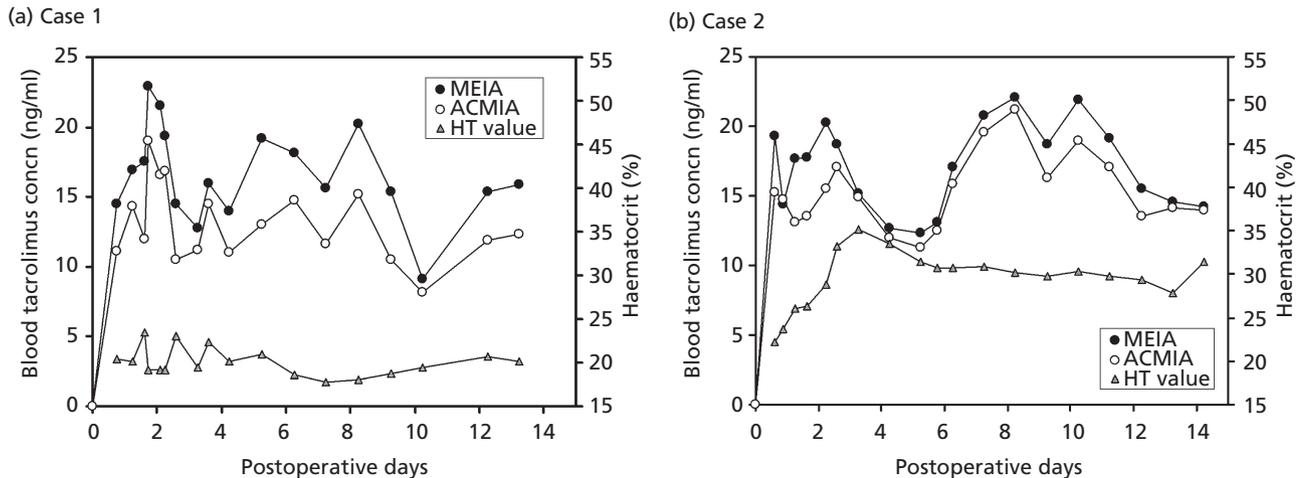 (a) Case 1
25
20
15
10
5
0
Blood tacrolimus concn (ng/ml)
MEIA
ACMIA
HT value
55
50
45
40
35
30
25
20
15
Haematocrit (%)
0 2 4 6 8 10 12 14
Postoperative days
(b) Case 2
25
20
15
10
5
0
Blood tacrolimus concn (ng/ml)
MEIA
ACMIA
HT value
55
50
45
40
35
30
25
20
15
Haematocrit (%)
0 2 4 6 8 10 12 14
Postoperative days